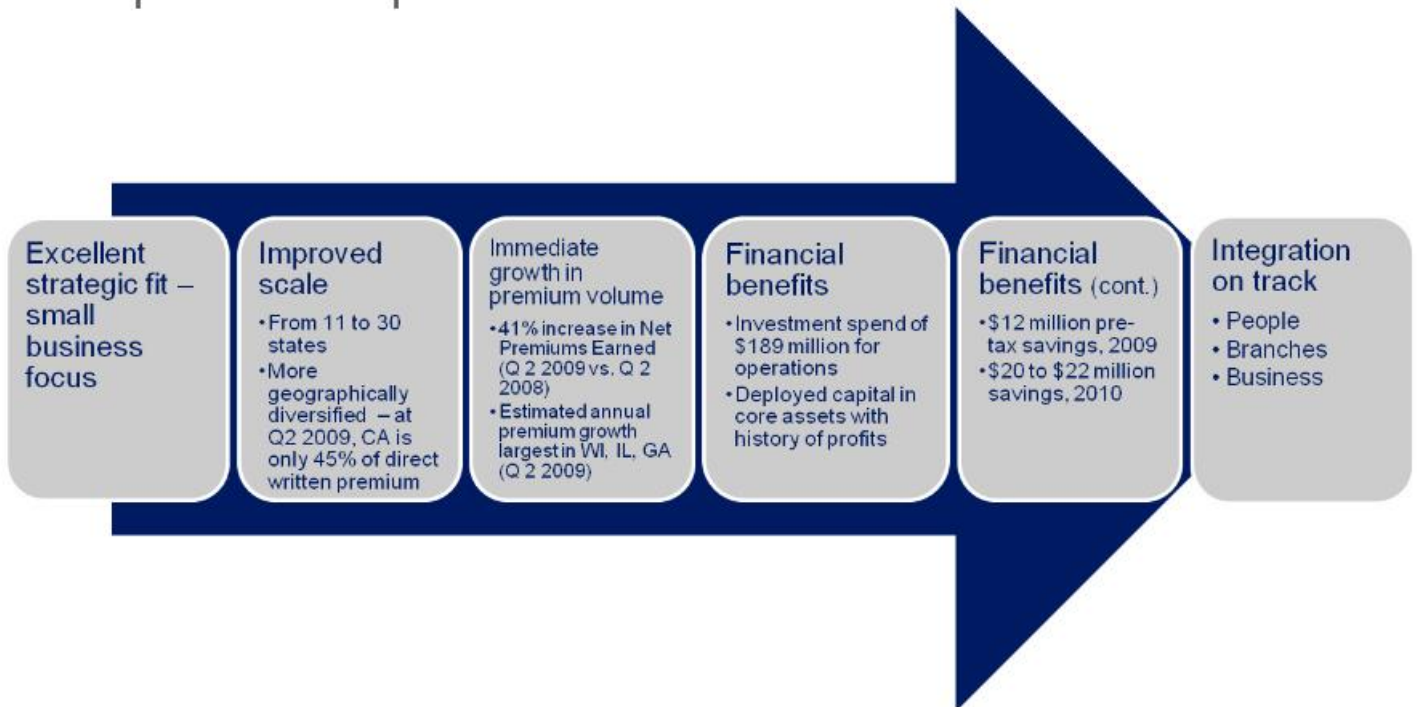 Excellent
strategic fit –
small
business
focus
Improved
scale
•From 11 to 30
states
•More
geographically
diversified – at
Q2 2009, CA is
only 45% of direct
written premium
Immediate
growth in
premium volume
•41% increase in Net
Premiums Earned
(Q 2 2009 vs. Q 2
2008)
•Estimated annual
premium growth
largest in WI, IL, GA
(Q 2 2009)
Financial
benefits
•Investment spend of
$189 million for
operations
•Deployed capital in
core assets with
history of profits
Financial
benefits (cont.)
•$12 million pre-
tax savings, 2009
•$20 to $22 million
savings, 2010
Integration
on track
• People
• Branches
• Business